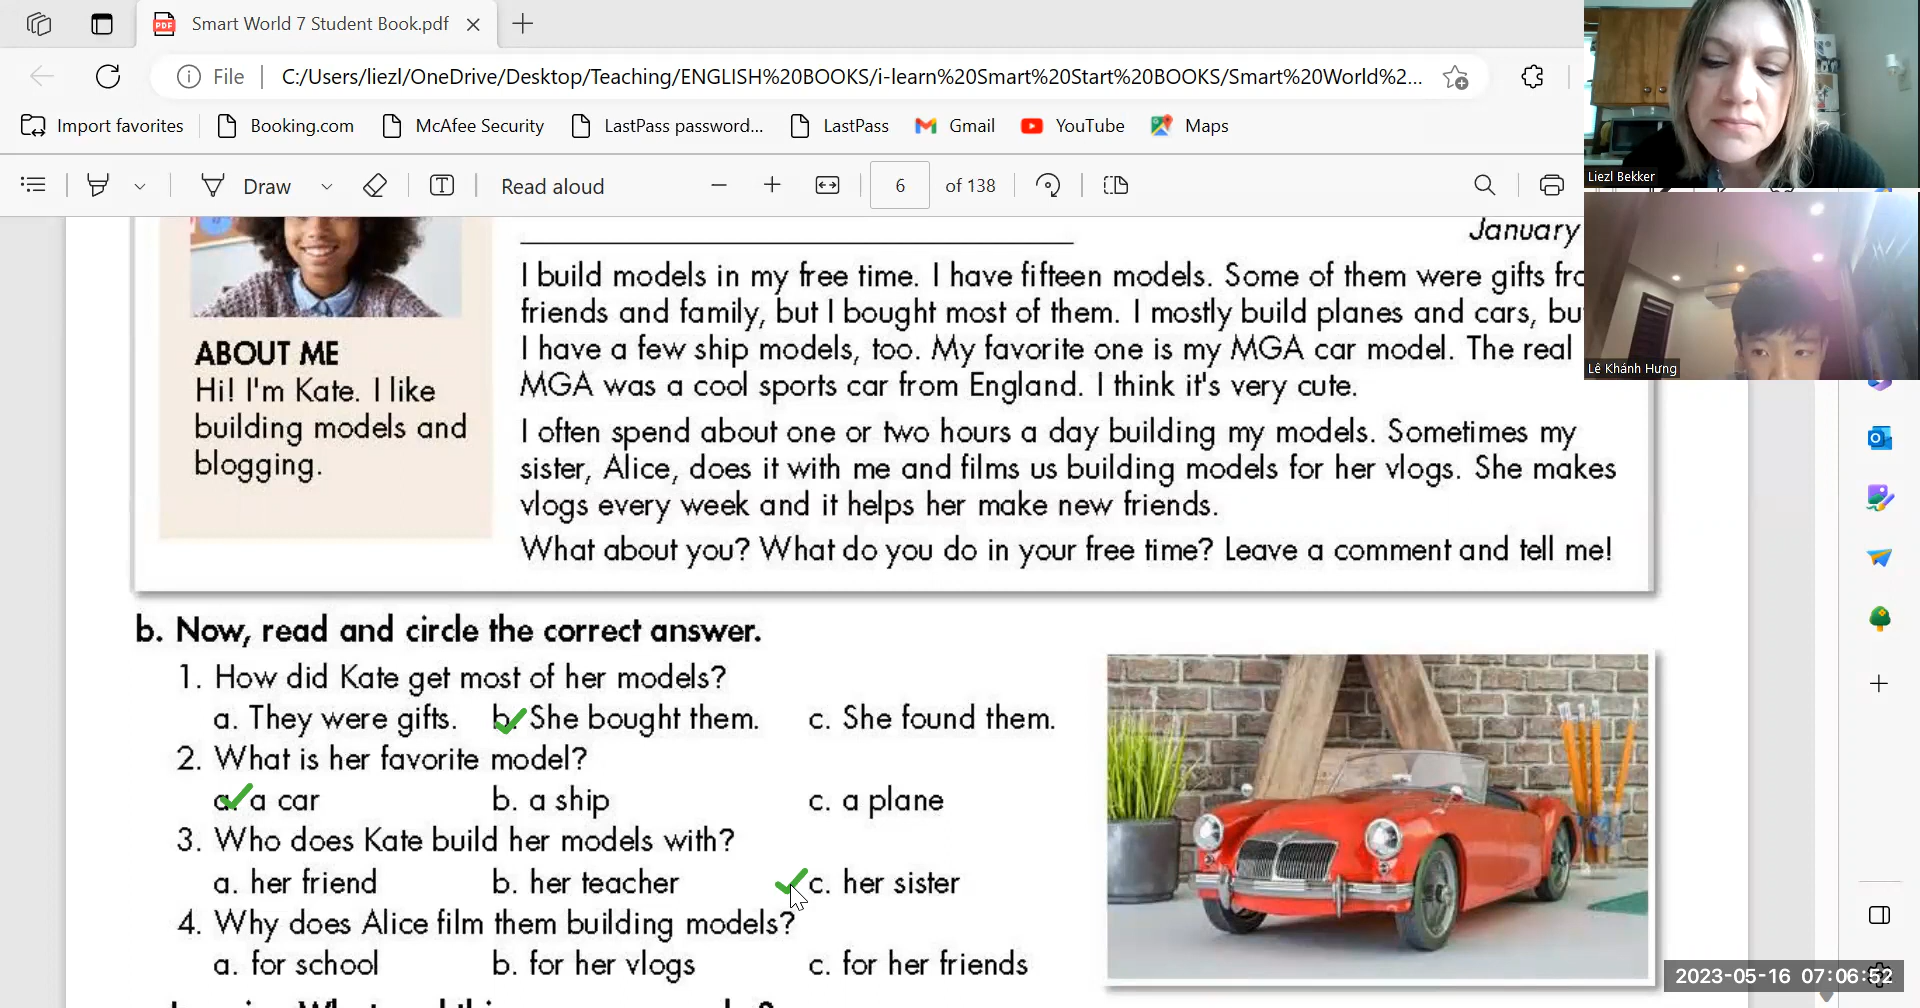 Smart World 7 Student Book.pdf
File
C:/Users/liezl/OneDrive/Desktop/Teaching/ENGLISH%20BOOKS/i-learn%20Smart%20Start%20BOOKS/Smart%20World%2...
Import favorites
Booking.com
McAfee Security
LastPass password...
LastPass
Gmail
YouTube
Maps
Draw
Read aloud
6 of 138
Liezl Bekker
Lê Khánh Hưng
January
I build models in my free time. I have fifteen models. Some of them were gifts
friends and family, but I bought most of them. I mostly build planes and cars,
I have a few ship models, too. My favorite one is my MGA car model. The real
MGA was a cool sports car from England. I think it's very cute.
I often spend about one or two hours a day building my models. Sometimes my
sister, Alice, does it with me and films us building models for her vlogs. She makes
vlogs every week and it helps her make new friends.
What about you? What do you do in your free time? Leave a comment and tell me!
ABOUT ME
Hi! I'm Kate. I like
building models and
blogging.
b. Now, read and circle the correct answer.
1. How did Kate get most of her models?
a. They were gifts. b. She bought them. c. She found them.
2. What is her favorite model?
a. a car b. a ship c. a plane
3. Who does Kate build her models with?
a. her friend b. her teacher c. her sister
4. Why does Alice film them building models?
a. for school b. for her vlogs c. for her friends
2023-05-16 07:06:52